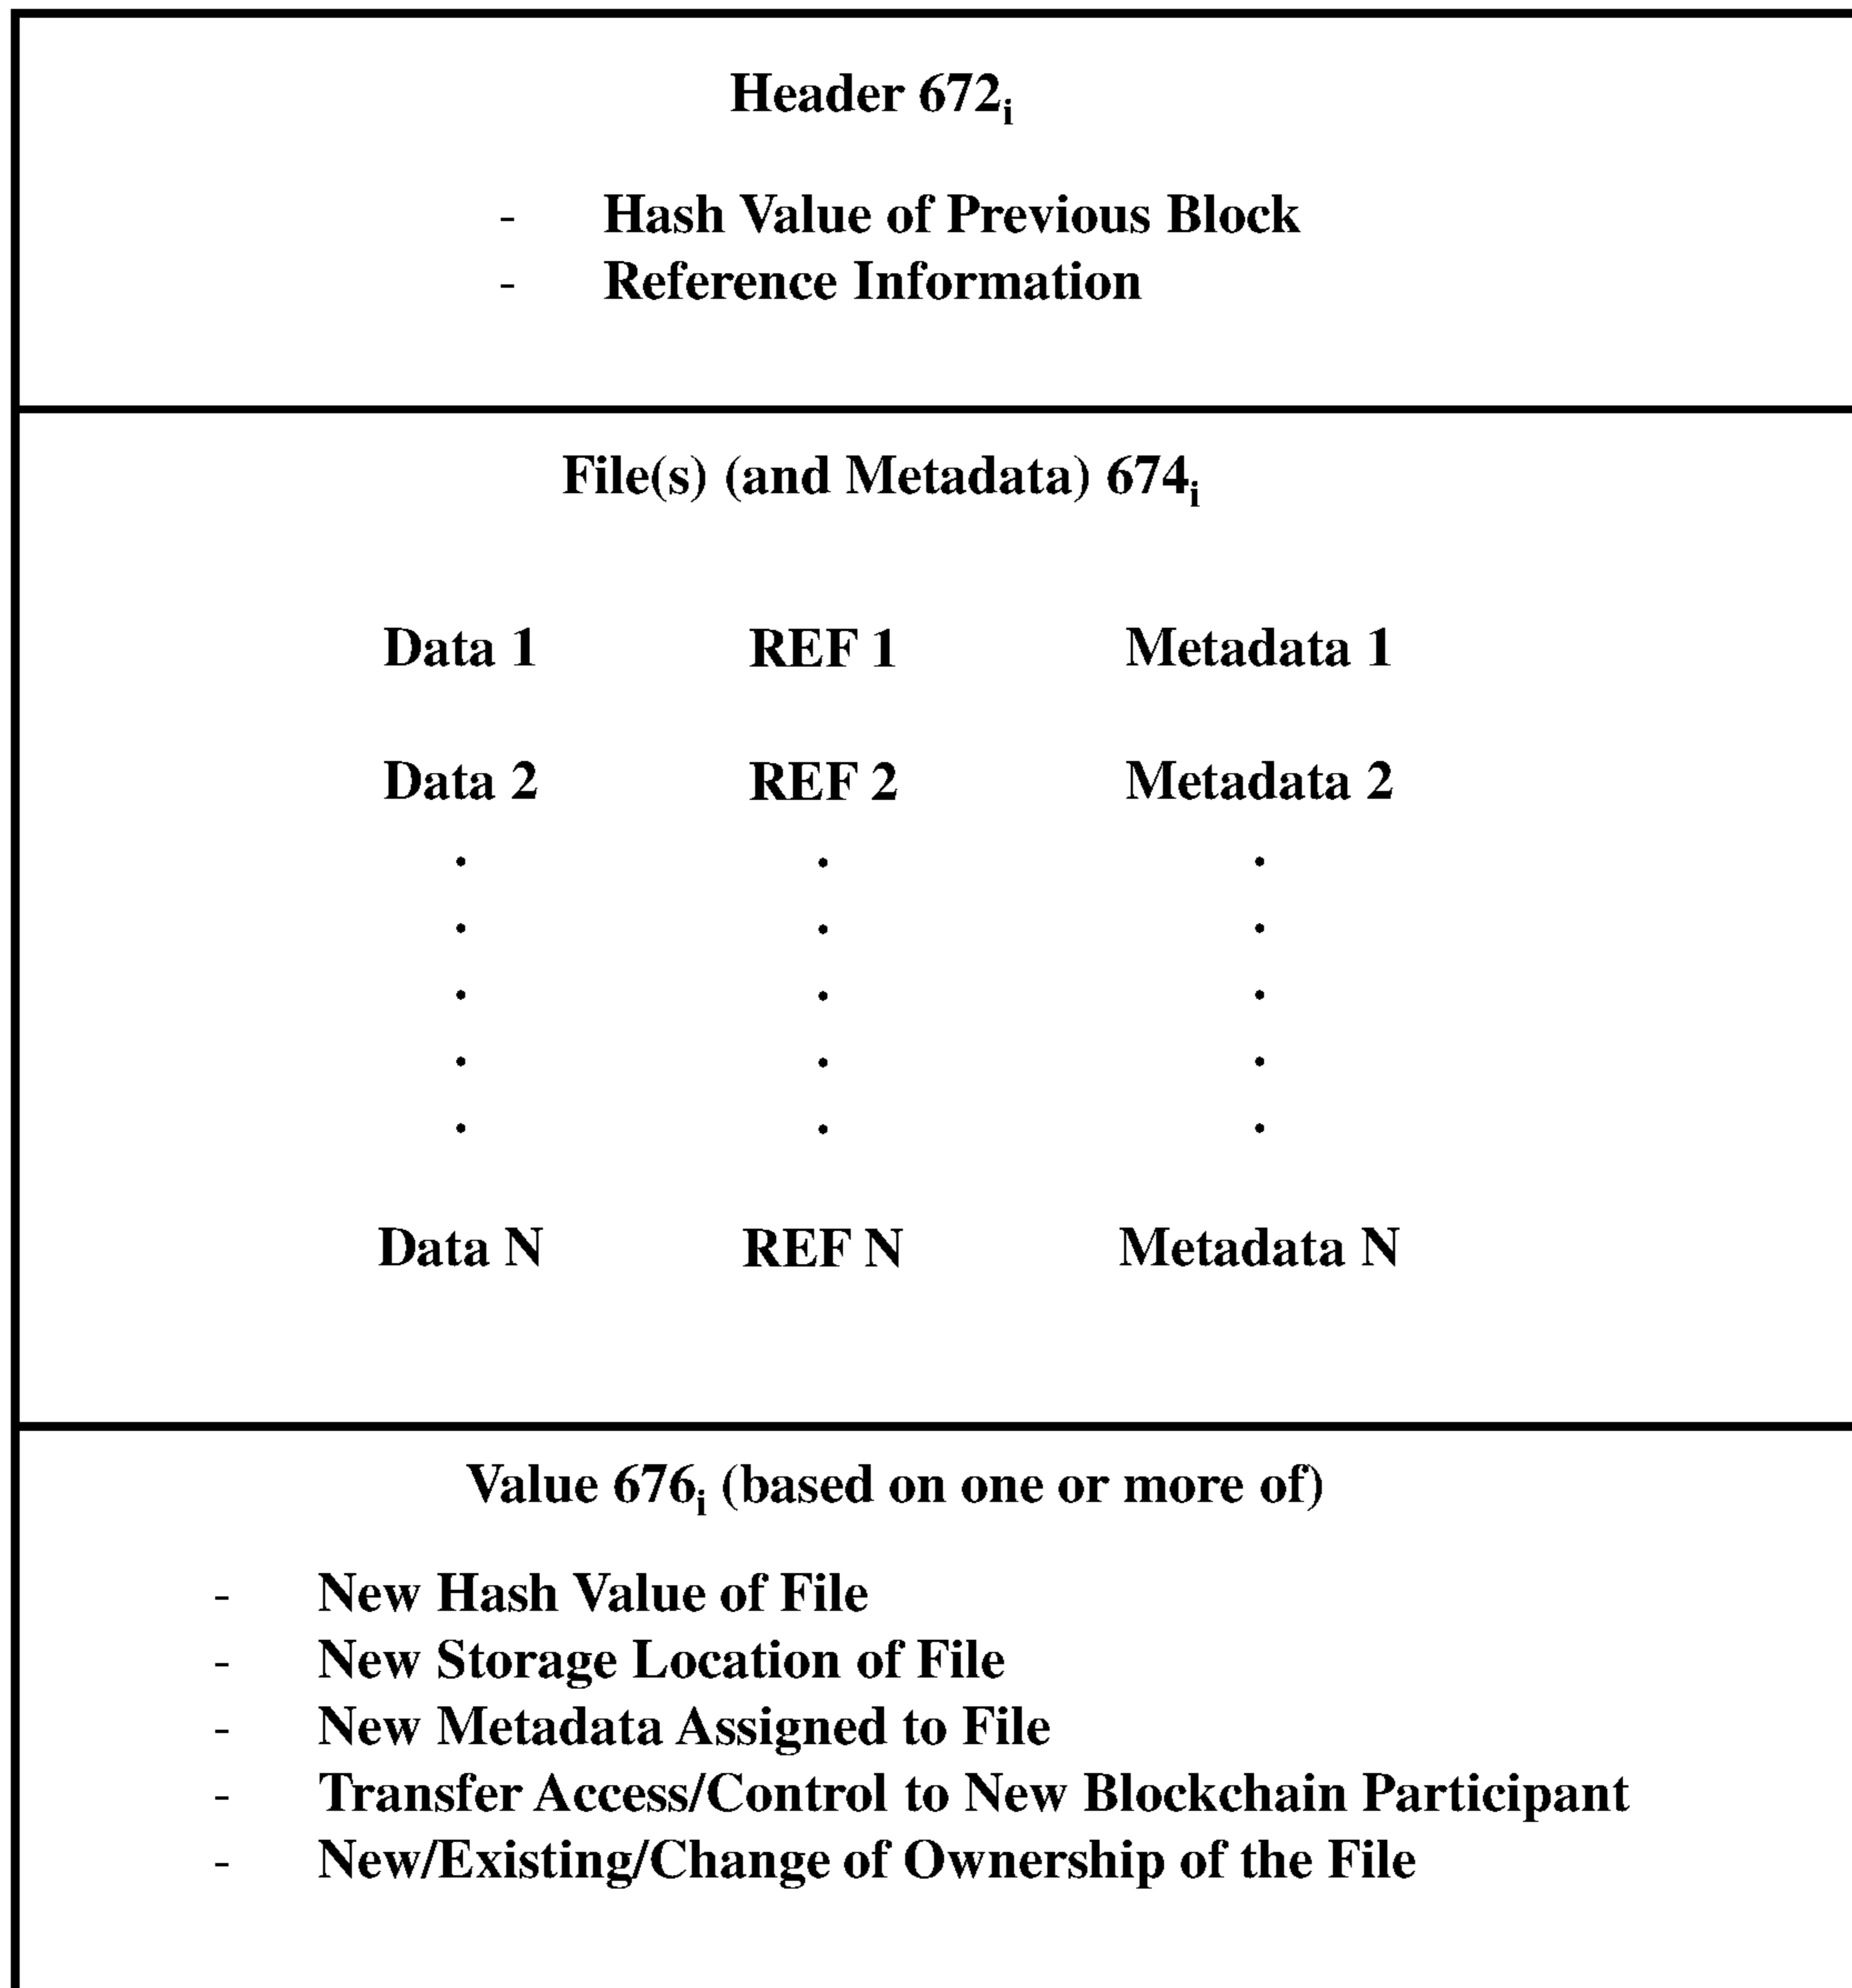 Header 672i
- Hash Value of Previous Block
- Reference Information
File(s) (and Metadata) 674i
Data 1 REF 1 Metadata 1
Data 2 REF 2 Metadata 2
. . .
. . .
. . .
. . .
. . .
Data N REF N Metadata N
Value 676i (based on one or more of)
- New Hash Value of File
- New Storage Location of File
- New Metadata Assigned to File
- Transfer Access/Control to New Blockchain Participant
- New/Existing/Change of Ownership of the File